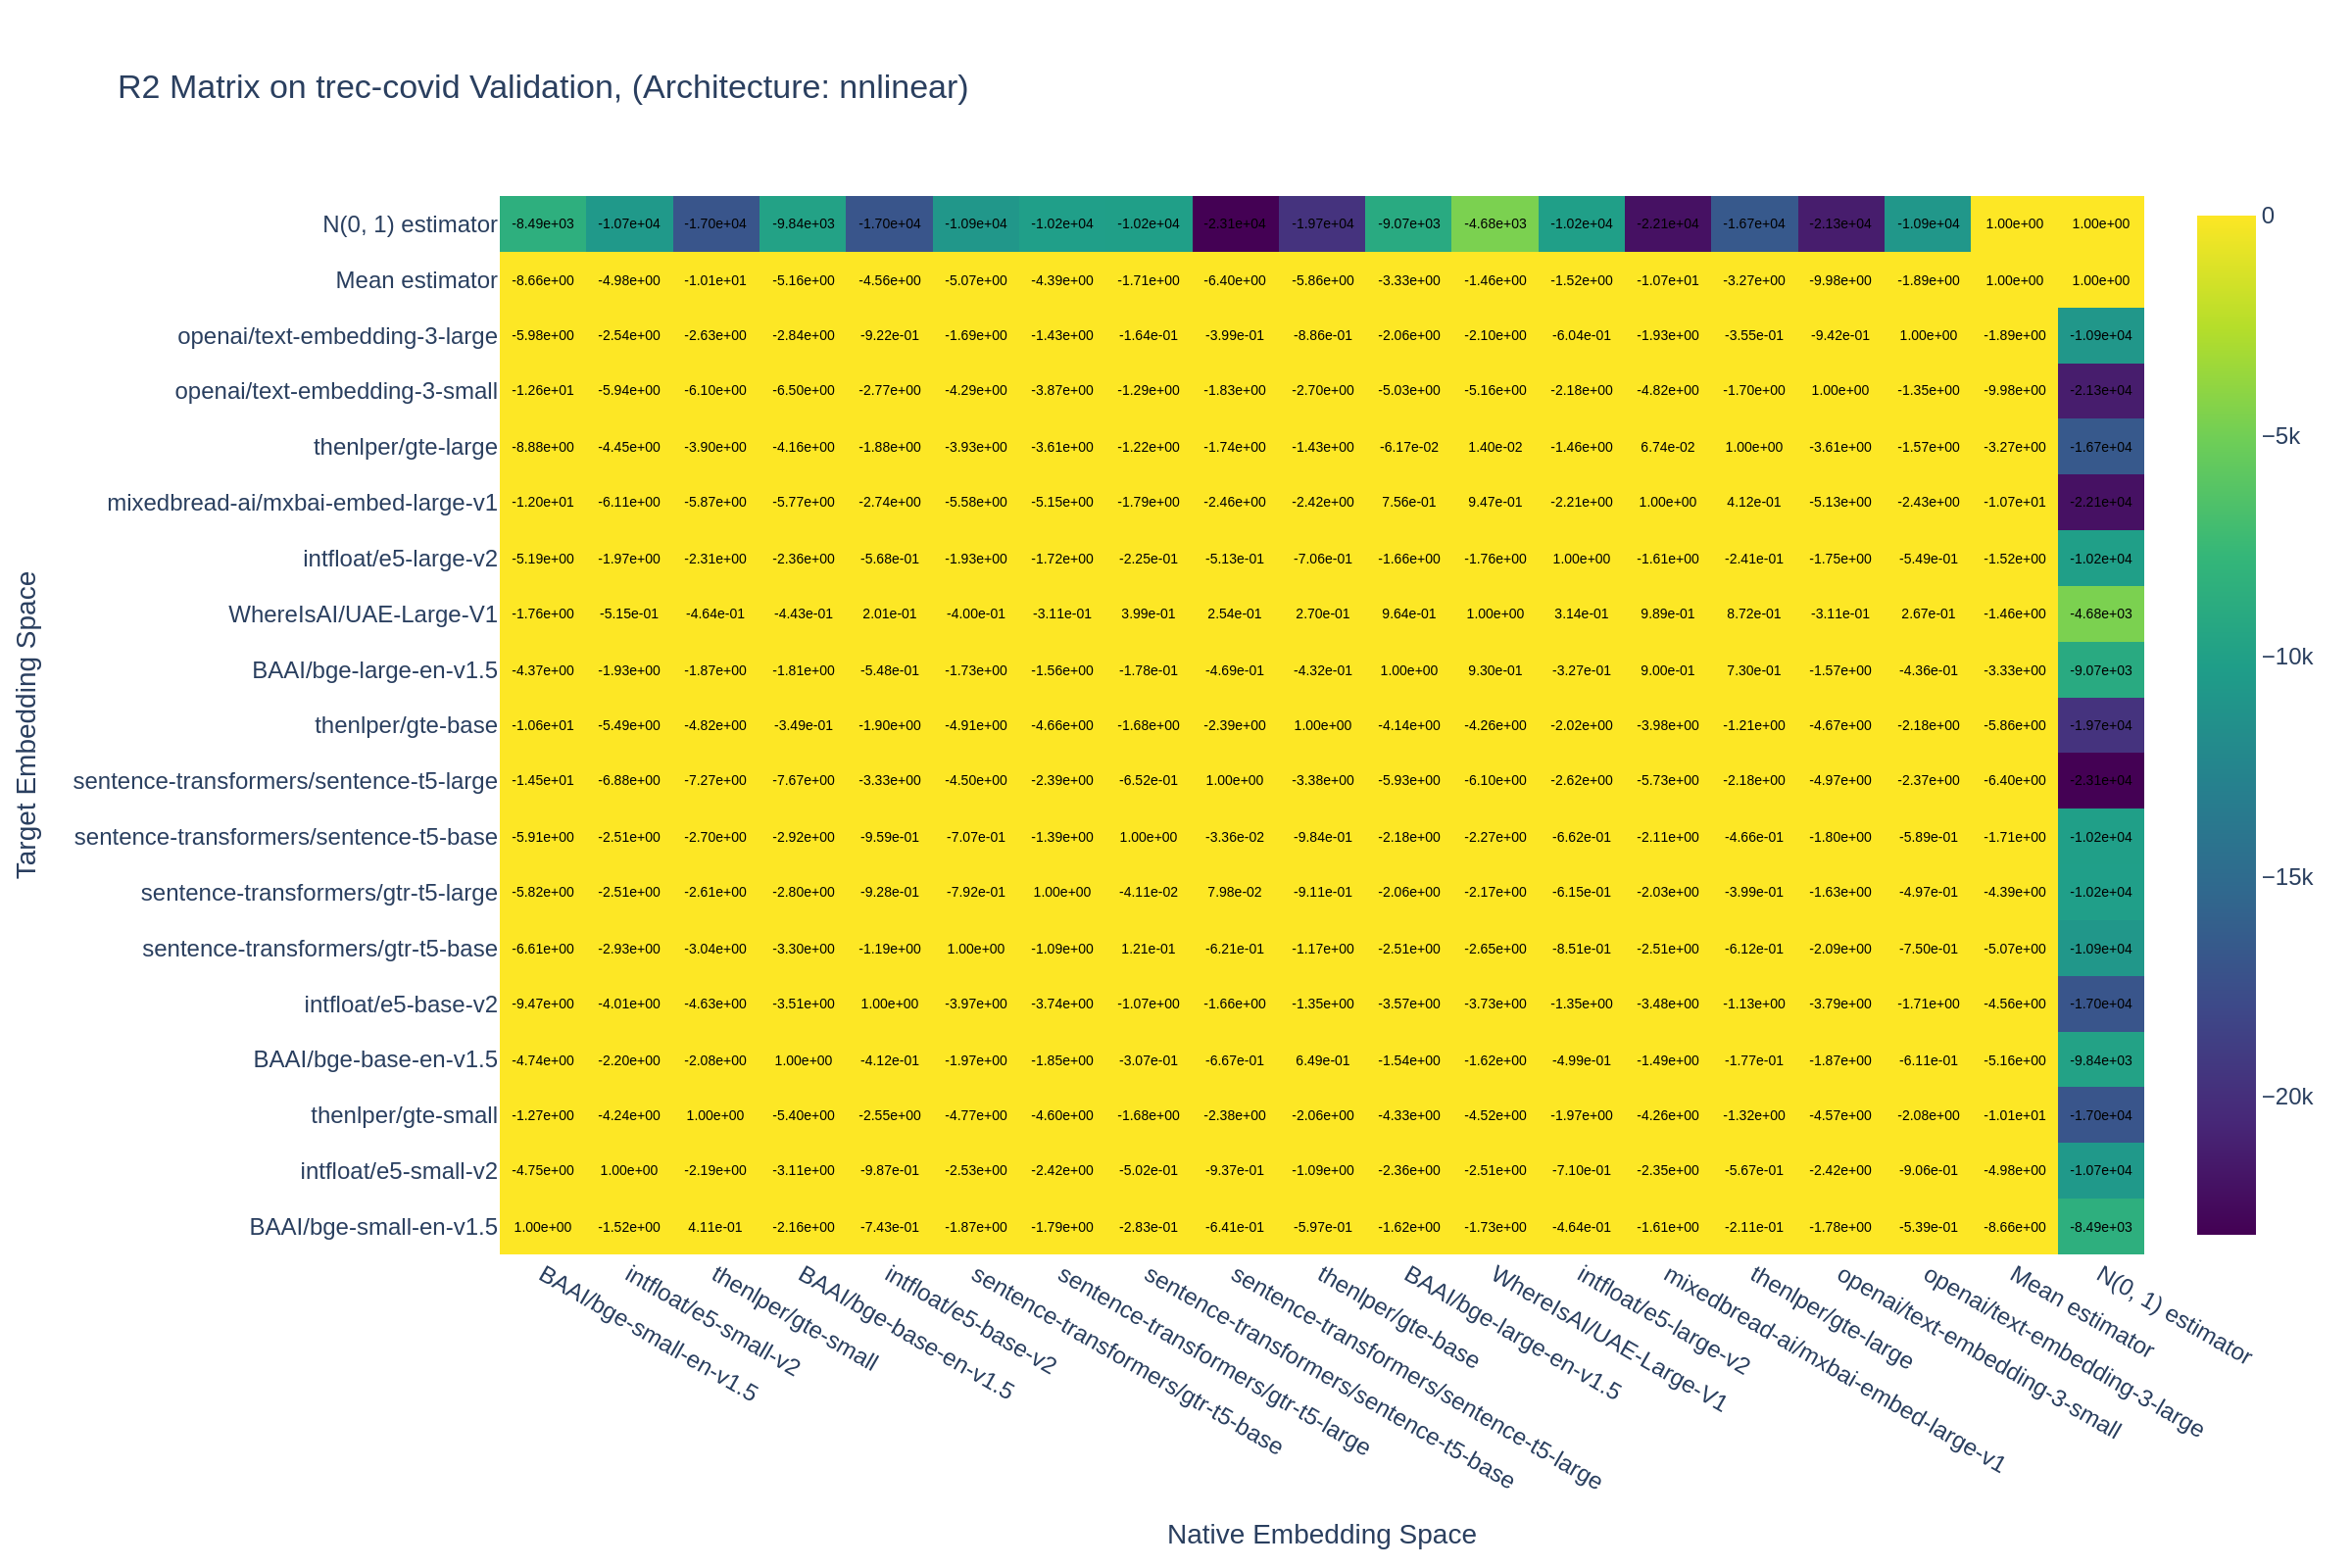 R2 Matrix on trec-covid Validation, (Architecture: nnlinear)
N(0, 1) estimator -8.49e+03 -1.07e+04 -1.70e+04 -9.84e+03 -1.70e+04 -1.09e+04 -1.02e+04 -1.02e+04 -2.31e+04 -1.97e+04 -9.07e+03 -4.68e+03 -1.02e+04 -2.21e+04 -1.67e+04 -2.13e+04 -1.09e+04 1.00e+00 1.00e+00
Mean estimator -8.66e+00 -4.98e+00 -1.01e+01 -5.16e+00 -4.56e+00 -5.07e+00 -4.39e+00 -1.71e+00 -6.40e+00 -5.86e+00 -3.33e+00 -1.46e+00 -1.52e+00 -1.07e+01 -3.27e+00 -9.98e+00 -1.89e+00 1.00e+00 1.00e+00
openai/text-embedding-3-large -5.98e+00 -2.54e+00 -2.63e+00 -2.84e+00 -9.22e-01 -1.69e+00 -1.43e+00 -1.64e-01 -3.99e-01 -8.86e-01 -2.06e+00 -2.10e+00 -6.04e-01 -1.93e+00 -3.55e-01 -9.42e-01 1.00e+00 -1.89e+00 -1.09e+04
openai/text-embedding-3-small -1.26e+01 -5.94e+00 -6.10e+00 -6.50e+00 -2.77e+00 -4.29e+00 -3.87e+00 -1.29e+00 -1.83e+00 -2.70e+00 -5.03e+00 -5.16e+00 -2.18e+00 -4.82e+00 -1.70e+00 1.00e+00 -1.35e+00 -9.98e+00 -2.13e+04
thenlper/gte-large -8.88e+00 -4.45e+00 -3.90e+00 -4.16e+00 -1.88e+00 -3.93e+00 -3.61e+00 -1.22e+00 -1.74e+00 -1.43e+00 -6.17e-02 1.40e-02 -1.46e+00 6.74e-02 1.00e+00 -3.61e+00 -1.57e+00 -3.27e+00 -1.67e+04
mixedbread-ai/mxbai-embed-large-v1 -1.20e+01 -6.11e+00 -5.87e+00 -5.77e+00 -2.74e+00 -5.58e+00 -5.15e+00 -1.79e+00 -2.46e+00 -2.42e+00 7.56e-01 9.47e-01 -2.21e+00 1.00e+00 4.12e-01 -5.13e+00 -2.43e+00 -1.07e+01 -2.21e+04
intfloat/e5-large-v2 -5.19e+00 -1.97e+00 -2.31e+00 -2.36e+00 -5.68e-01 -1.93e+00 -1.72e+00 -2.25e-01 -5.13e-01 -7.06e-01 -1.66e+00 -1.76e+00 1.00e+00 -1.61e+00 -2.41e-01 -1.75e+00 -5.49e-01 -1.52e+00 -1.02e+04
WhereIsAI/UAE-Large-V1 -1.76e+00 -5.15e-01 -4.64e-01 -4.43e-01 2.01e-01 -4.00e-01 -3.11e-01 3.99e-01 2.54e-01 2.70e-01 9.64e-01 1.00e+00 3.14e-01 9.89e-01 8.72e-01 -3.11e-01 2.67e-01 -1.46e+00 -4.68e+03
BAAI/bge-large-en-v1.5 -4.37e+00 -1.93e+00 -1.87e+00 -1.81e+00 -5.48e-01 -1.73e+00 -1.56e+00 -1.78e-01 -4.69e-01 -4.32e-01 1.00e+00 9.30e-01 -3.27e-01 9.00e-01 7.30e-01 -1.57e+00 -4.36e-01 -3.33e+00 -9.07e+03
thenlper/gte-base -1.06e+01 -5.49e+00 -4.82e+00 -3.49e-01 -1.90e+00 -4.91e+00 -4.66e+00 -1.68e+00 -2.39e+00 1.00e+00 -4.14e+00 -4.26e+00 -2.02e+00 -3.98e+00 -1.21e+00 -4.67e+00 -2.18e+00 -5.86e+00 -1.97e+04
sentence-transformers/sentence-t5-large -1.45e+01 -6.88e+00 -7.27e+00 -7.67e+00 -3.33e+00 -4.50e+00 -2.39e+00 -6.52e-01 1.00e+00 -3.38e+00 -5.93e+00 -6.10e+00 -2.62e+00 -5.73e+00 -2.18e+00 -4.97e+00 -2.37e+00 -6.40e+00 -2.31e+04
sentence-transformers/sentence-t5-base -5.91e+00 -2.51e+00 -2.70e+00 -2.92e+00 -9.59e-01 -7.07e-01 -1.39e+00 1.00e+00 -3.36e-02 -9.84e-01 -2.18e+00 -2.27e+00 -6.62e-01 -2.11e+00 -4.66e-01 -1.80e+00 -5.89e-01 -1.71e+00 -1.02e+04
sentence-transformers/gtr-t5-large -5.82e+00 -2.51e+00 -2.61e+00 -2.80e+00 -9.28e-01 -7.92e-01 1.00e+00 -4.11e-02 7.98e-02 -9.11e-01 -2.06e+00 -2.17e+00 -6.15e-01 -2.03e+00 -3.99e-01 -1.63e+00 -4.97e-01 -4.39e+00 -1.02e+04
sentence-transformers/gtr-t5-base -6.61e+00 -2.93e+00 -3.04e+00 -3.30e+00 -1.19e+00 1.00e+00 -1.09e+00 1.21e-01 -6.21e-01 -1.17e+00 -2.51e+00 -2.65e+00 -8.51e-01 -2.51e+00 -6.12e-01 -2.09e+00 -7.50e-01 -5.07e+00 -1.09e+04
intfloat/e5-base-v2 -9.47e+00 -4.01e+00 -4.63e+00 -3.51e+00 1.00e+00 -3.97e+00 -3.74e+00 -1.07e+00 -1.66e+00 -1.35e+00 -3.57e+00 -3.73e+00 -1.35e+00 -3.48e+00 -1.13e+00 -3.79e+00 -1.71e+00 -4.56e+00 -1.70e+04
BAAI/bge-base-en-v1.5 -4.74e+00 -2.20e+00 -2.08e+00 1.00e+00 -4.12e-01 -1.97e+00 -1.85e+00 -3.07e-01 -6.67e-01 6.49e-01 -1.54e+00 -1.62e+00 -4.99e-01 -1.49e+00 -1.77e-01 -1.87e+00 -6.11e-01 -5.16e+00 -9.84e+03
thenlper/gte-small -1.27e+00 -4.24e+00 1.00e+00 -5.40e+00 -2.55e+00 -4.77e+00 -4.60e+00 -1.68e+00 -2.38e+00 -2.06e+00 -4.33e+00 -4.52e+00 -1.97e+00 -4.26e+00 -1.32e+00 -4.57e+00 -2.08e+00 -1.01e+01 -1.70e+04
intfloat/e5-small-v2 -4.75e+00 1.00e+00 -2.19e+00 -3.11e+00 -9.87e-01 -2.53e+00 -2.42e+00 -5.02e-01 -9.37e-01 -1.09e+00 -2.36e+00 -2.51e+00 -7.10e-01 -2.35e+00 -5.67e-01 -2.42e+00 -9.06e-01 -4.98e+00 -1.07e+04
BAAI/bge-small-en-v1.5 1.00e+00 -1.52e+00 4.11e-01 -2.16e+00 -7.43e-01 -1.87e+00 -1.79e+00 -2.83e-01 -6.41e-01 -5.97e-01 -1.62e+00 -1.73e+00 -4.64e-01 -1.61e+00 -2.11e-01 -1.78e+00 -5.39e-01 -8.66e+00 -8.49e+03
Target Embedding Space
BAAI/bge-small-en-v1.5
intfloat/e5-small-v2
thenlper/gte-small
BAAI/bge-base-en-v1.5
intfloat/e5-base-v2
sentence-transformers/gtr-t5-base
sentence-transformers/gtr-t5-large
sentence-transformers/sentence-t5-base
sentence-transformers/sentence-t5-large
thenlper/gte-base
BAAI/bge-large-en-v1.5
WhereIsAI/UAE-Large-V1
intfloat/e5-large-v2
mixedbread-ai/mxbai-embed-large-v1
thenlper/gte-large
openai/text-embedding-3-small
openai/text-embedding-3-large
Mean estimator
N(0, 1) estimator
Native Embedding Space
0
−5k
−10k
−15k
−20k